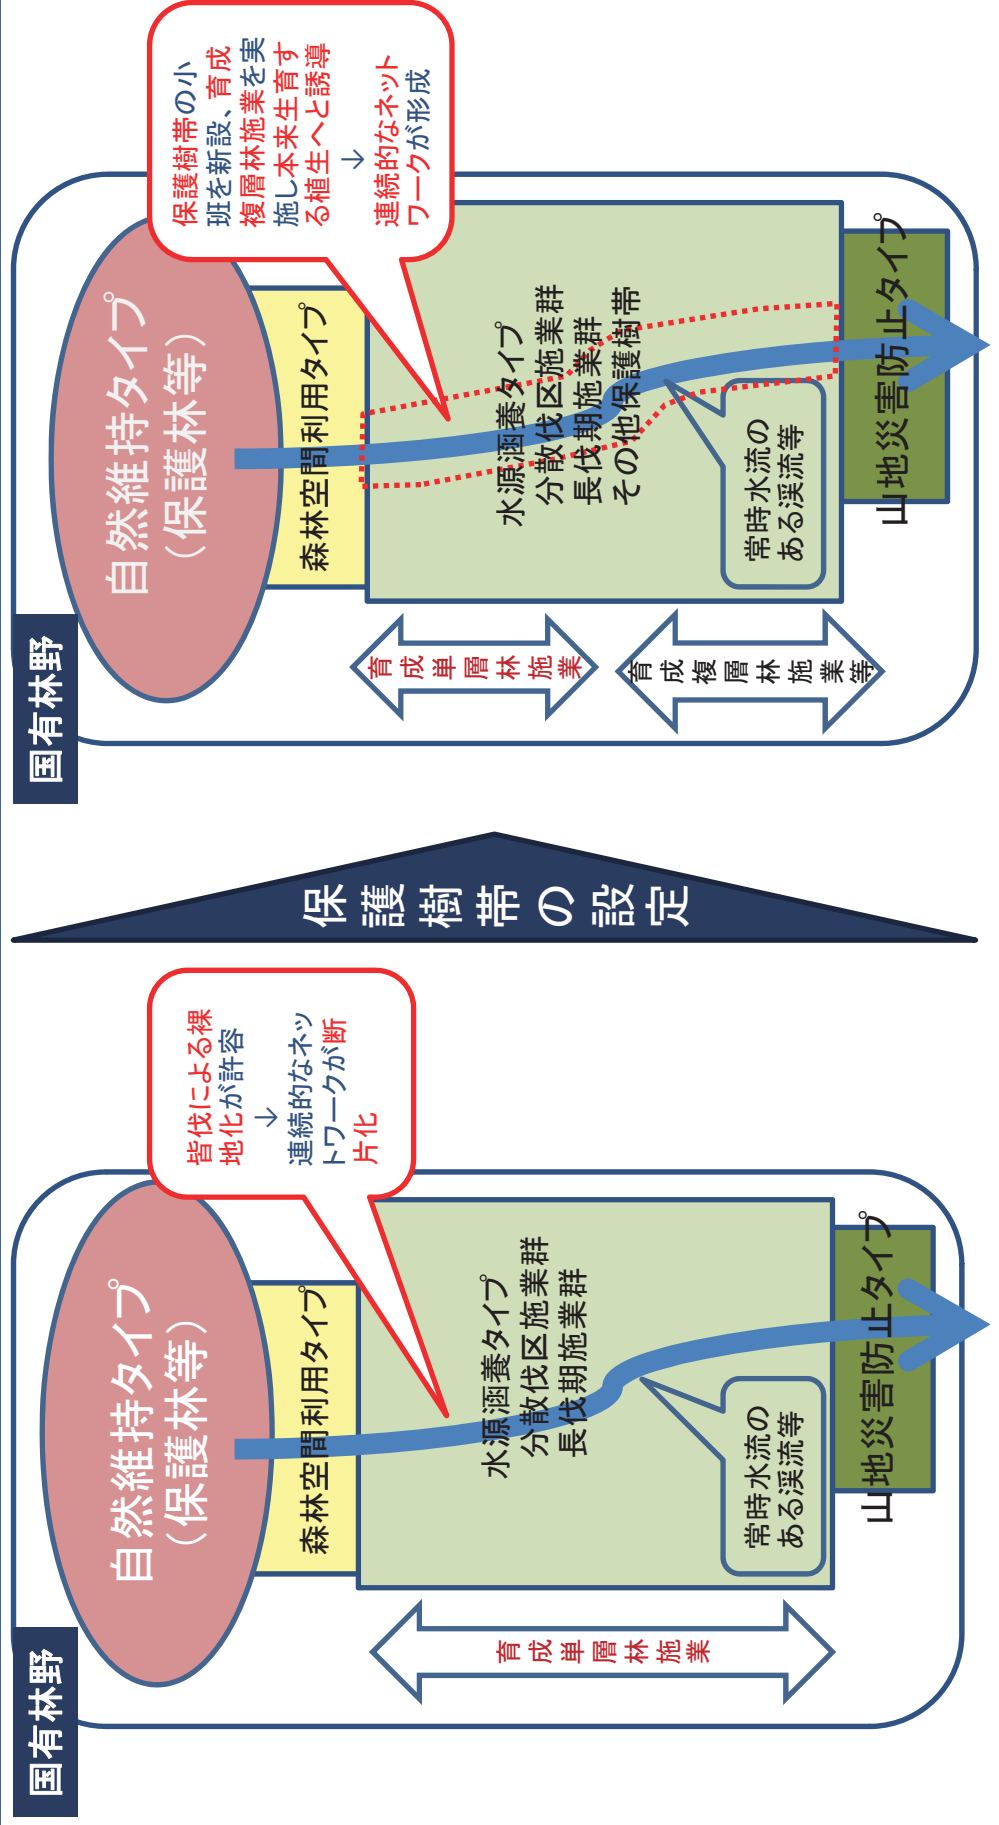 国有林野
自然維持タイプ
（保護林等）
森林空間利用タイプ
水源涵養タイプ
分散伐区施業群
長伐期施業群
常時水流の
ある渓流等
山地災害防止タイプ
育成単層林施業
皆伐による裸
地化が許容
↓
連続的なネッ
トワークが断
片化
保護樹帯の設定
国有林野
自然維持タイプ
（保護林等）
森林空間利用タイプ
水源涵養タイプ
分散伐区施業群
長伐期施業群
その他保護樹帯
常時水流の
ある渓流等
山地災害防止タイプ
育成単層林施業
育成複層林施業等
保護樹帯の小
班を新設、育成
複層林施業を実
施し本来生育す
る植生へと誘導
↓
連続的なネット
ワークが形成